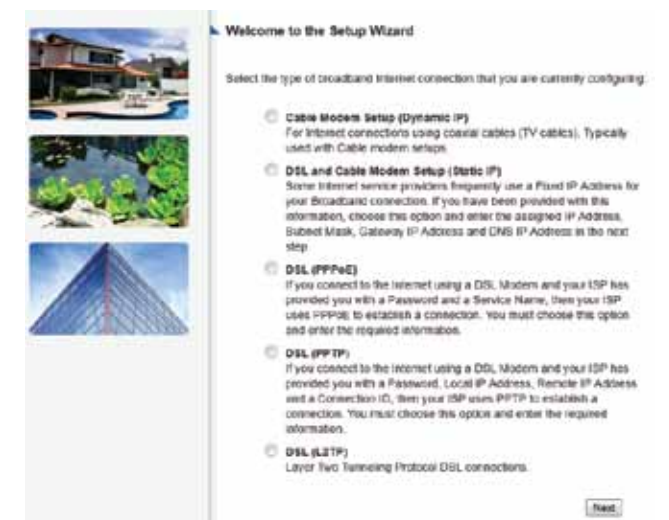 Welcome to the Setup Wizard
Select the type of broadband Internet connection that you are currently configuring:
Cable Modem Setup (Dynamic IP)
For Internet connections using coaxial cables (TV cables). Typically
used with Cable modem setups.
DSL and Cable Modem Setup (Static IP)
Some Internet service providers frequently use a Fixed IP Address for
your Broadband connection. If you have been provided with this
information, choose this option and enter the assigned IP Address,
Subnet Mask, Gateway IP Address and DNS IP Address in the next
step.
DSL (PPPoE)
If you connect to the Internet using a DSL Modem and your ISP has
provided you with a Password and a Service Name, then your ISP
uses PPPoE to establish a connection. You must choose this option
and enter the required information.
DSL (PPTP)
If you connect to the Internet using a DSL Modem and your ISP has
provided you with a Password, Local IP Address, Remote IP Address
and a Connection ID, then your ISP uses PPTP to establish a
connection. You must choose this option and enter the required
information.
DSL (L2TP)
Layer Two Tunneling Protocol DSL connections.
Next